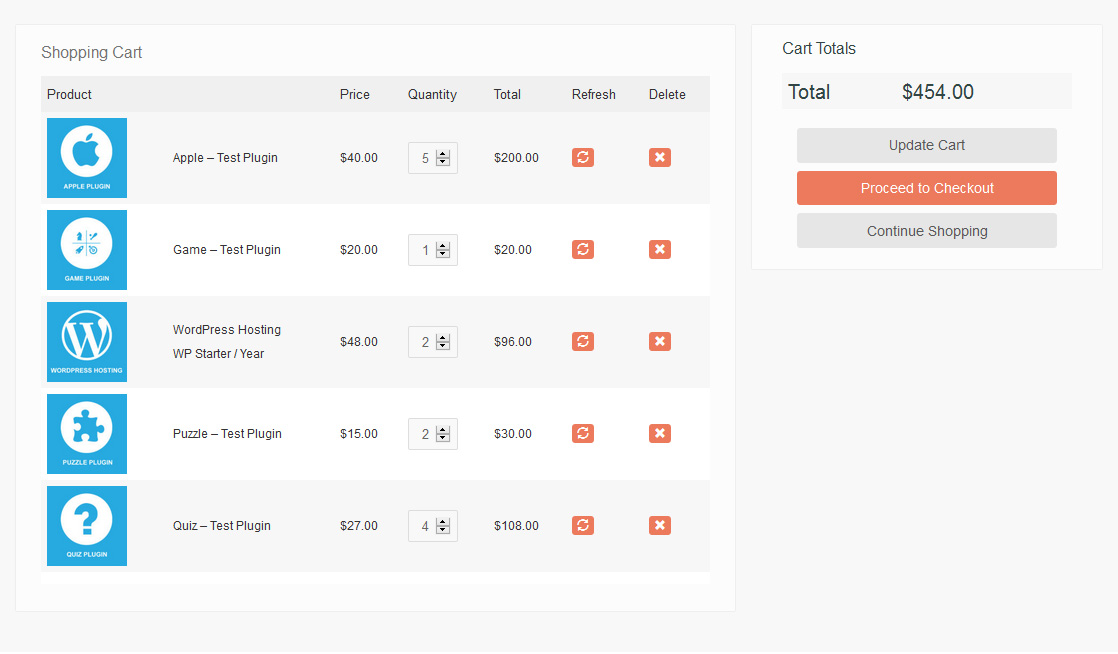 Shopping Cart
Product Price Quantity Total Refresh Delete
APPLE PLUGIN
Apple – Test Plugin $40.00 5 $200.00
GAME PLUGIN
Game – Test Plugin $20.00 1 $20.00
WORDPRESS HOSTING
WordPress Hosting
WP Starter / Year
$48.00 2 $96.00
PUZZLE PLUGIN
Puzzle – Test Plugin $15.00 2 $30.00
QUIZ PLUGIN
Quiz – Test Plugin $27.00 4 $108.00
Cart Totals
Total $454.00
Update Cart
Proceed to Checkout
Continue Shopping